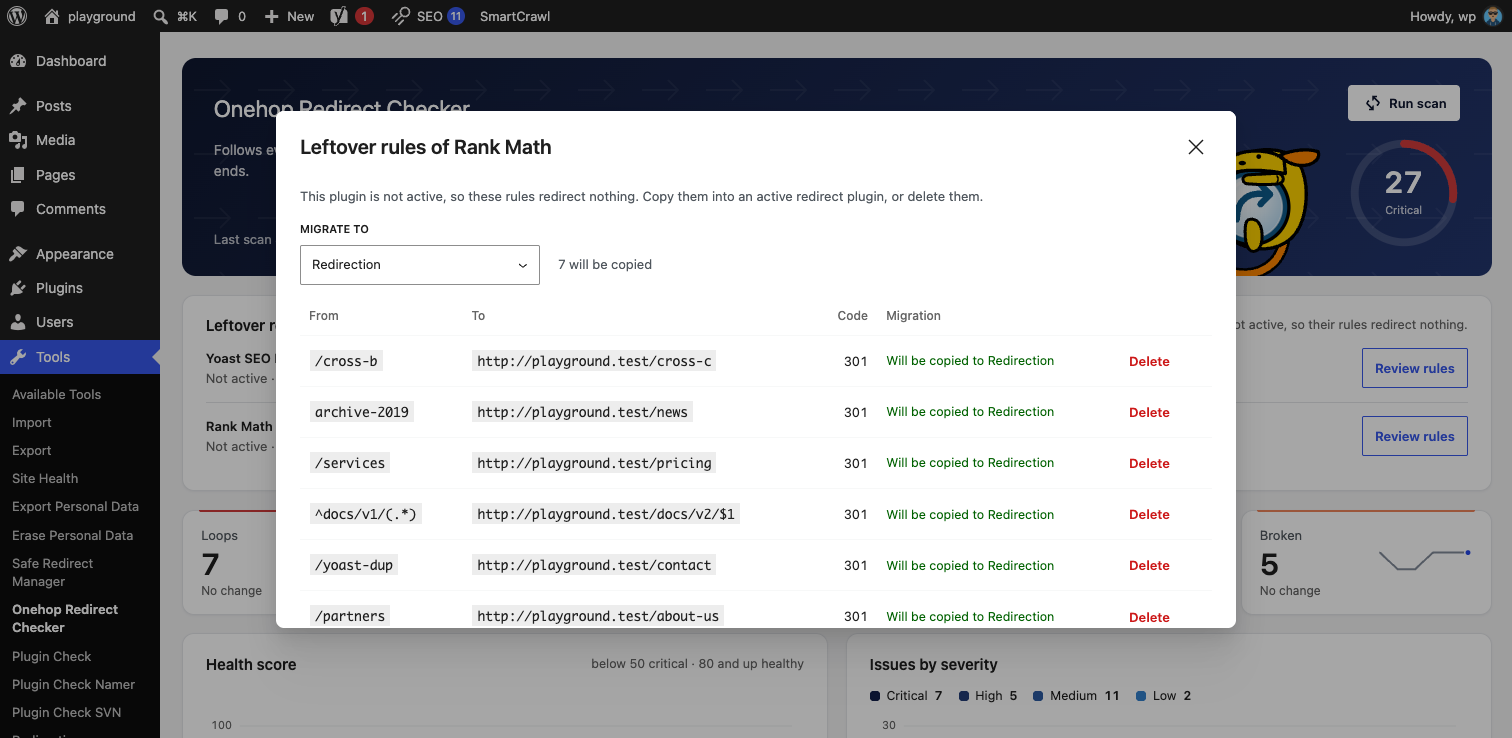 playground
⌘K
0
New
1
SEO 11
SmartCrawl
Howdy, wp
Dashboard
Posts
Media
Pages
Comments
Appearance
Plugins
Users
Tools
Available Tools
Import
Export
Site Health
Export Personal Data
Erase Personal Data
Safe Redirect
Manager
Onehop Redirect
Checker
Plugin Check
Plugin Check Namer
Plugin Check SVN
Onehop Redirect Checker
Run scan
Follows
ends.
Last scan
27
Critical
Leftover rules of Rank Math
This plugin is not active, so these rules redirect nothing. Copy them into an active redirect plugin, or delete them.
MIGRATE TO
Redirection
7 will be copied
From To Code Migration
/cross-b http://playground.test/cross-c 301 Will be copied to Redirection Delete
archive-2019 http://playground.test/news 301 Will be copied to Redirection Delete
/services http://playground.test/pricing 301 Will be copied to Redirection Delete
^docs/v1/(.*) http://playground.test/docs/v2/$1 301 Will be copied to Redirection Delete
/yoast-dup http://playground.test/contact 301 Will be copied to Redirection Delete
/partners http://playground.test/about-us 301 Will be copied to Redirection Delete
Leftover
active, so their rules redirect nothing.
Yoast SEO
Not active ·
Review rules
Rank Math
Not active ·
Review rules
Loops
7
No change
Broken
5
No change
Health score
below 50 critical · 80 and up healthy
100
Issues by severity
Critical 7 High 5 Medium 11 Low 2
30